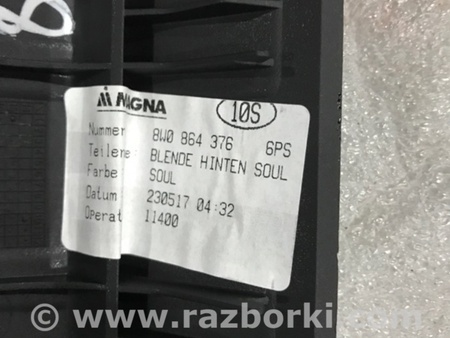 8
MAGNA
10S
Nummer 8W0 864 376 6PS
Teilene BLENDE HINTEN SOUL
Farbe SOUL
Datum 230517 04:32
Operat 11400
© www.razborki.com